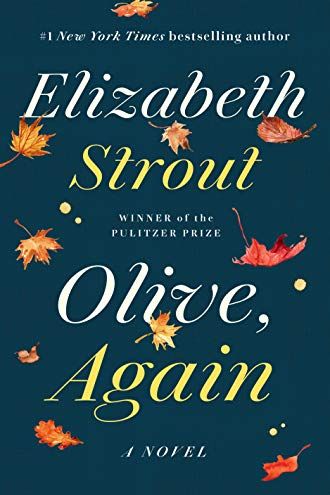 #1 New York Times bestselling author
Elizabeth
Strout
WINNER of the
PULITZER PRIZE
Olive,
Again
A NOVEL